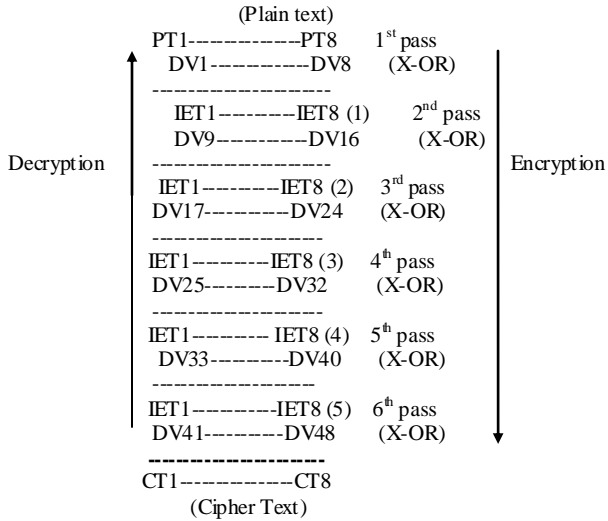 (Plain text)
PT1----------------PT8 1st pass
DV1--------------DV8 (X-OR)
-------------------------
IET1-----------IET8 (1) 2nd pass
DV9-------------DV16 (X-OR)
-------------------------
Decryption
Encryption
IET1-----------IET8 (2) 3rd pass
DV17-----------DV24 (X-OR)
------------------------
IET1-----------IET8 (3) 4th pass
DV25----------DV32 (X-OR)
------------------------
IET1----------- IET8 (4) 5th pass
DV33-----------DV40 (X-OR)
-----------------------
IET1------------IET8 (5) 6th pass
DV41-----------DV48 (X-OR)
-------------------------
CT1----------------CT8
(Cipher Text)